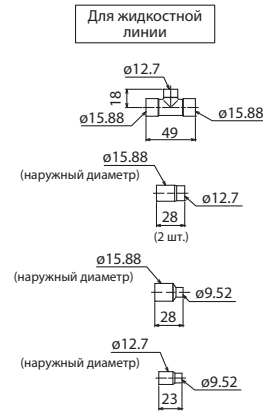 Для жидкостной
линии
ø12.7
18
ø15.88
ø15.88
49
ø15.88
(наружный диаметр)
ø12.7
28
(2 шт.)
ø15.88
(наружный диаметр)
ø9.52
28
ø12.7
(наружный диаметр)
ø9.52
23